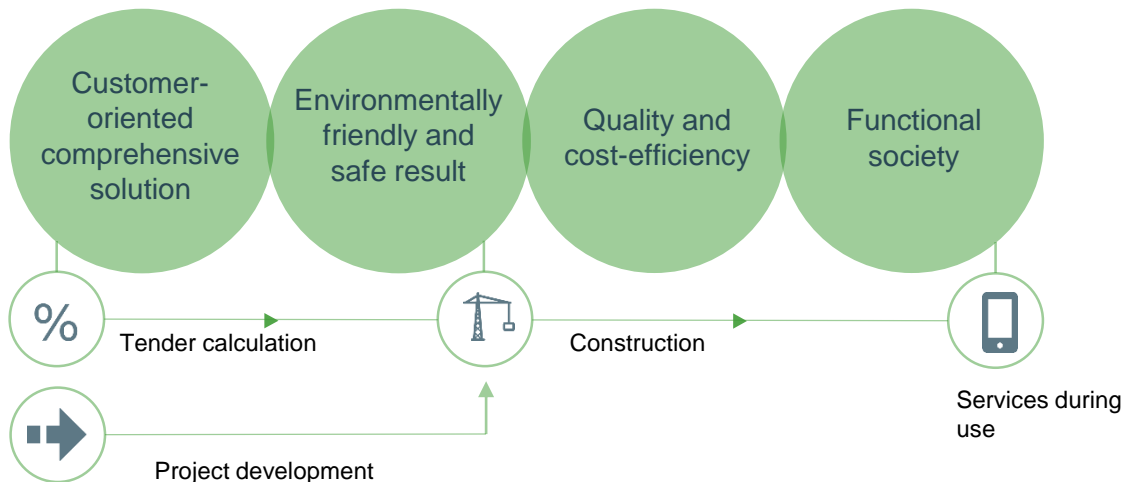 Customer-
oriented
comprehensive
solution
Environmentally
friendly and
safe result
Quality and
cost-efficiency
Functional
society
%
Tender calculation
Construction
Services during
use
Project development